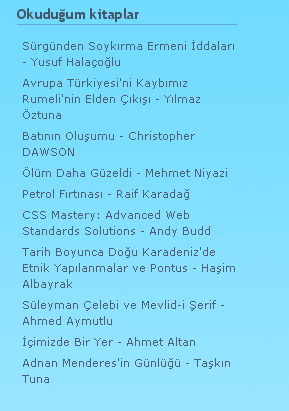 Okuduğum kitaplar
Sürgünden Soykırma Ermeni İddaları
- Yusuf Halaçoğlu
Avrupa Türkiyesi'ni Kaybımız
Rumeli'nin Elden Çıkışı - Yılmaz
Öztuna
Batının Oluşumu - Christopher
DAWSON
Ölüm Daha Güzeldi - Mehmet Niyazi
Petrol Fırtınası - Raif Karadağ
CSS Mastery: Advanced Web
Standards Solutions - Andy Budd
Tarih Boyunca Doğu Karadeniz'de
Etnik Yapılanmalar ve Pontus - Haşim
Albayrak
Süleyman Çelebi ve Mevlid-i Şerif -
Ahmed Aymutlu
İçimizde Bir Yer - Ahmet Altan
Adnan Menderes'in Günlüğü - Taşkın
Tuna